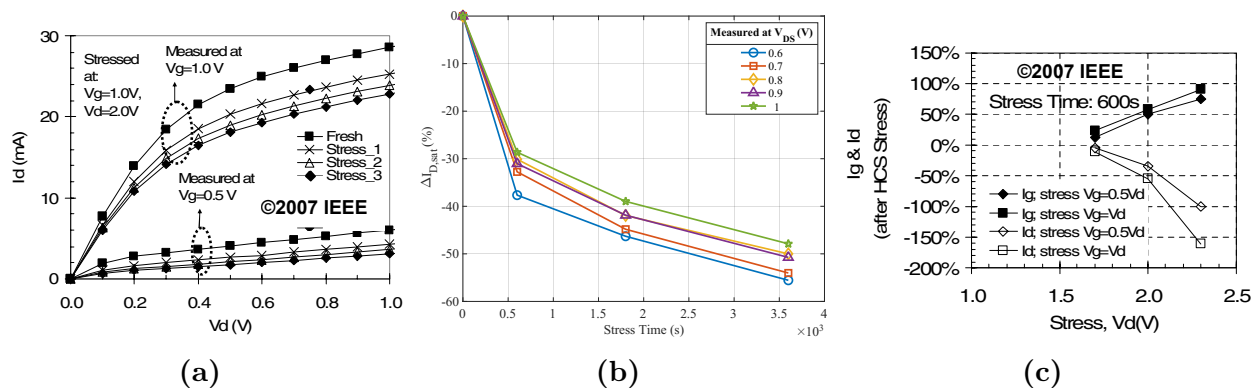 30
20
10
0
Id (mA)
Stressed
at:
Vg=1.0V,
Vd=2.0V
Measured at
Vg=1.0 V
Fresh
Stress_1
Stress_2
Stress_3
Measured at
Vg=0.5 V
©2007 IEEE
0.0 0.2 0.4 0.6 0.8 1.0
Vd (V)
(a)
0
-10
-20
-30
-40
-50
-60
ΔI_D,sat (%)
Measured at V_DS (V)
0.6
0.7
0.8
0.9
1
0 0.5 1 1.5 2 2.5 3 3.5 4
×10³
Stress Time (s)
(b)
150%
100%
50%
0%
-50%
-100%
-150%
-200%
Ig & Id
(after HCS Stress)
©2007 IEEE
Stress Time: 600s
Ig; stress Vg=0.5Vd
Ig; stress Vg=Vd
Id; stress Vg=0.5Vd
Id; stress Vg=Vd
1.0 1.5 2.0 2.5
Stress, Vd(V)
(c)